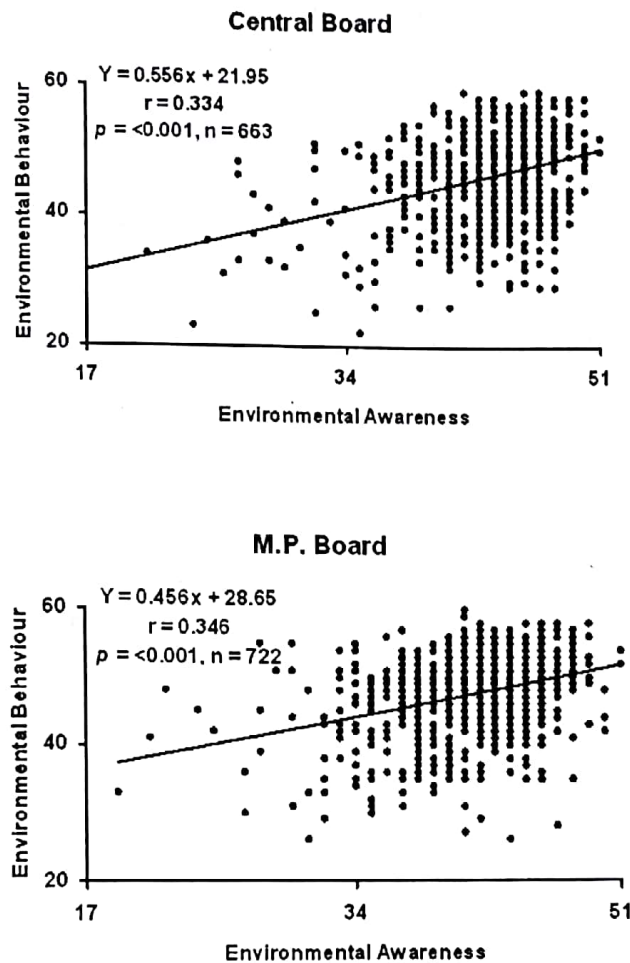 Central Board
Y = 0.556x + 21.95
r = 0.334
p = <0.001, n = 663
Environmental Behaviour
60
40
20
17
34
51
Environmental Awareness
M.P. Board
Y = 0.456x + 28.65
r = 0.346
p = <0.001, n = 722
Environmental Behaviour
60
40
20
17
34
51
Environmental Awareness